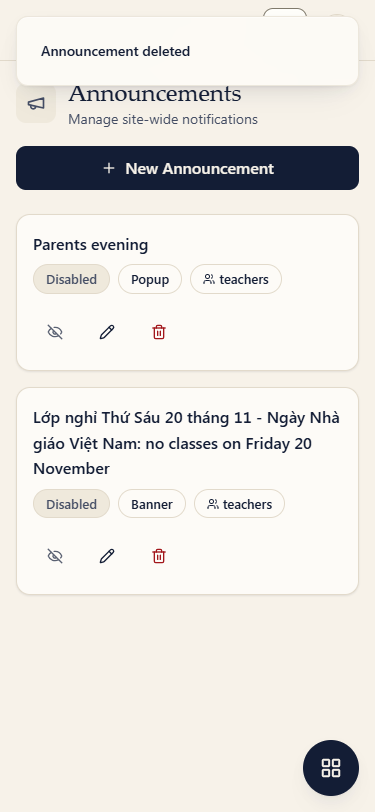 Announcement deleted
Announcements
Manage site-wide notifications
New Announcement
Parents evening
Disabled
Popup
teachers
Lớp nghỉ Thứ Sáu 20 tháng 11 - Ngày Nhà
giáo Việt Nam: no classes on Friday 20
November
Disabled
Banner
teachers